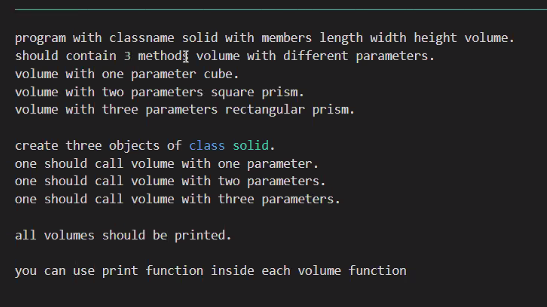 program with classname solid with members length width height volume.
should contain 3 methods volume with different parameters.
volume with one parameter cube.
volume with two parameters square prism.
volume with three parameters rectangular prism.
create three objects of class solid.
one should call volume with one parameter.
one should call volume with two parameters.
one should call volume with three parameters.
all volumes should be printed.
you can use print function inside each volume function